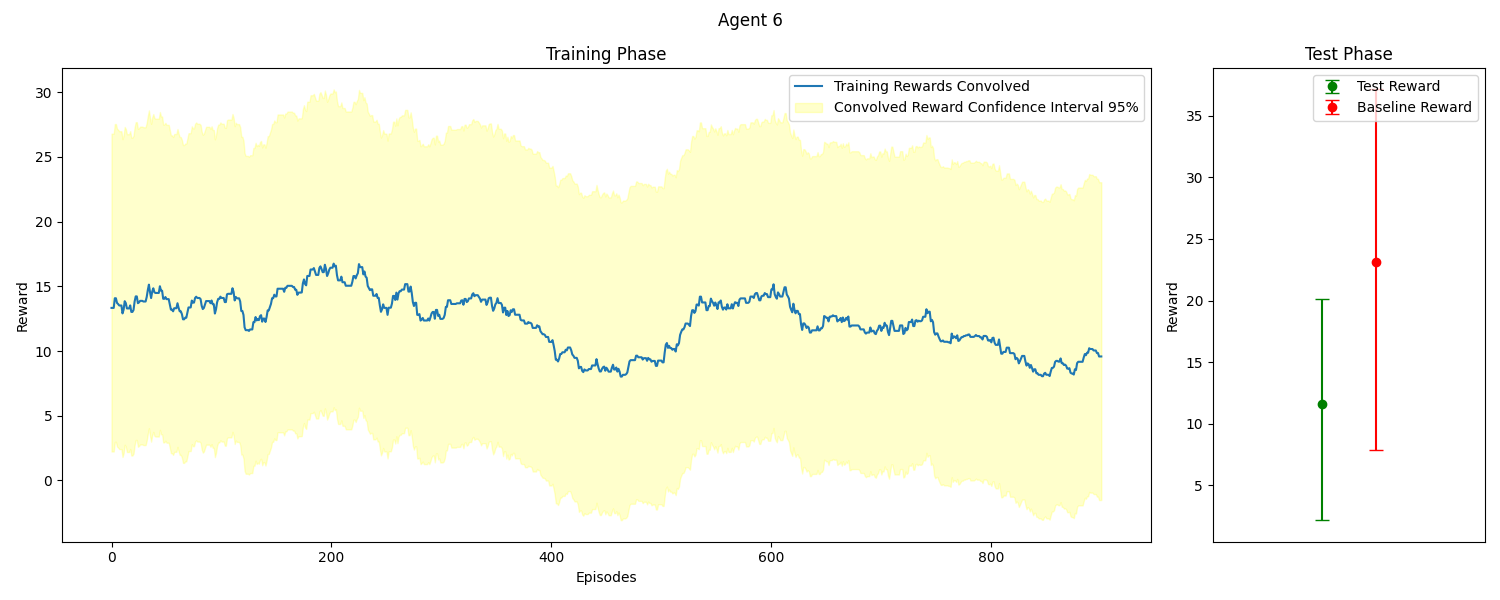 Agent 6
Training Phase
Training Rewards Convolved
Convolved Reward Confidence Interval 95%
Reward
30
25
20
15
10
5
0
0 200 400 600 800
Episodes
Test Phase
Test Reward
Baseline Reward
Reward
35
30
25
20
15
10
5